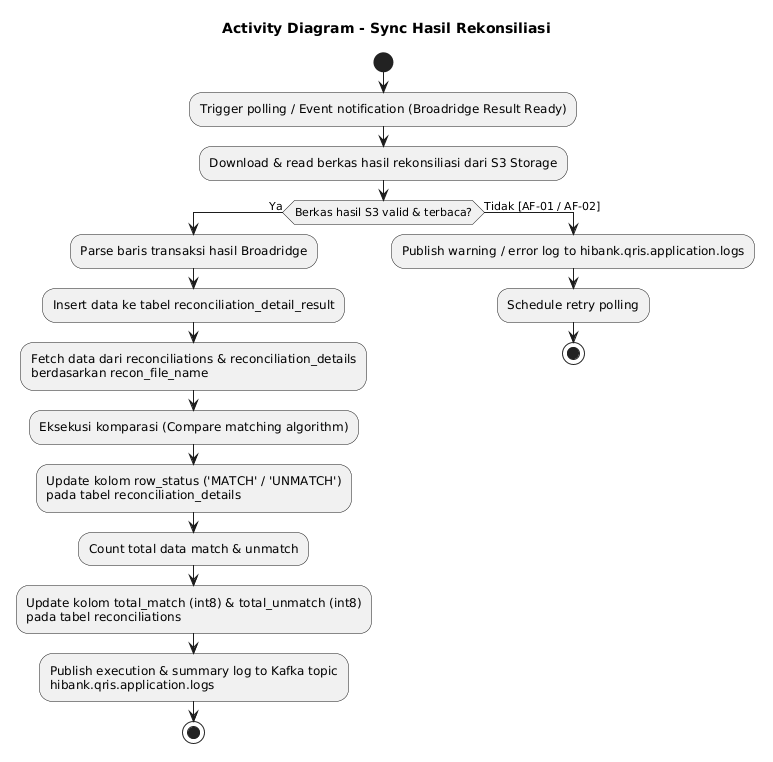 Activity Diagram - Sync Hasil Rekonsiliasi
Trigger polling / Event notification (Broadridge Result Ready)
Download & read berkas hasil rekonsiliasi dari S3 Storage
Berkas hasil S3 valid & terbaca?
Ya
Tidak [AF-01 / AF-02]
Parse baris transaksi hasil Broadridge
Insert data ke tabel reconciliation_detail_result
Fetch data dari reconciliations & reconciliation_details
berdasarkan recon_file_name
Eksekusi komparasi (Compare matching algorithm)
Update kolom row_status ('MATCH' / 'UNMATCH')
pada tabel reconciliation_details
Count total data match & unmatch
Update kolom total_match (int8) & total_unmatch (int8)
pada tabel reconciliations
Publish execution & summary log to Kafka topic
hibank.qris.application.logs
Publish warning / error log to hibank.qris.application.logs
Schedule retry polling